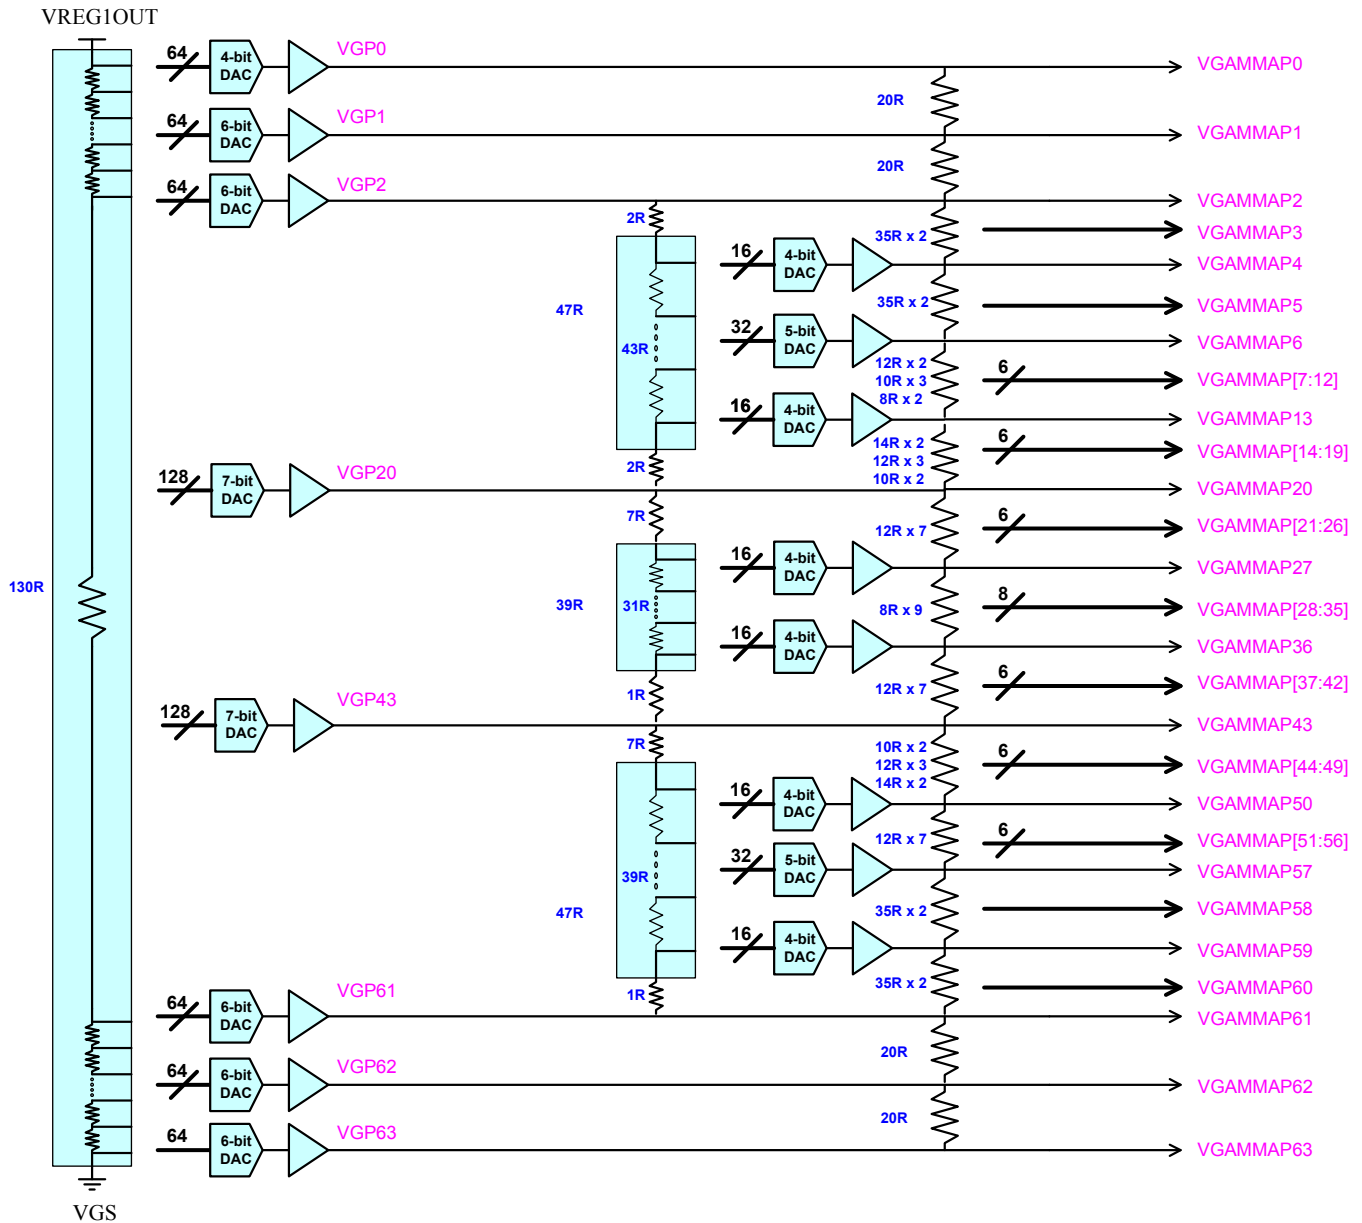 VREG1OUT
64
4-bit
DAC
VGP0
VGAMMAP0
20R
64
6-bit
DAC
VGP1
VGAMMAP1
20R
64
6-bit
DAC
VGP2
VGAMMAP2
2R
35R x 2
VGAMMAP3
16
4-bit
DAC
VGAMMAP4
47R
35R x 2
VGAMMAP5
43R
32
5-bit
DAC
VGAMMAP6
12R x 2
10R x 3
8R x 2
6
VGAMMAP[7:12]
16
4-bit
DAC
VGAMMAP13
14R x 2
12R x 3
10R x 2
6
VGAMMAP[14:19]
2R
128
7-bit
DAC
VGP20
VGAMMAP20
7R
12R x 7
6
VGAMMAP[21:26]
16
4-bit
DAC
VGAMMAP27
130R
39R
31R
8R x 9
8
VGAMMAP[28:35]
16
4-bit
DAC
VGAMMAP36
1R
12R x 7
6
VGAMMAP[37:42]
128
7-bit
DAC
VGP43
VGAMMAP43
7R
10R x 2
12R x 3
14R x 2
6
VGAMMAP[44:49]
16
4-bit
DAC
VGAMMAP50
12R x 7
6
VGAMMAP[51:56]
39R
32
5-bit
DAC
VGAMMAP57
47R
35R x 2
VGAMMAP58
16
4-bit
DAC
VGAMMAP59
1R
35R x 2
VGAMMAP60
64
6-bit
DAC
VGP61
VGAMMAP61
20R
64
6-bit
DAC
VGP62
VGAMMAP62
20R
64
6-bit
DAC
VGP63
VGAMMAP63
VGS